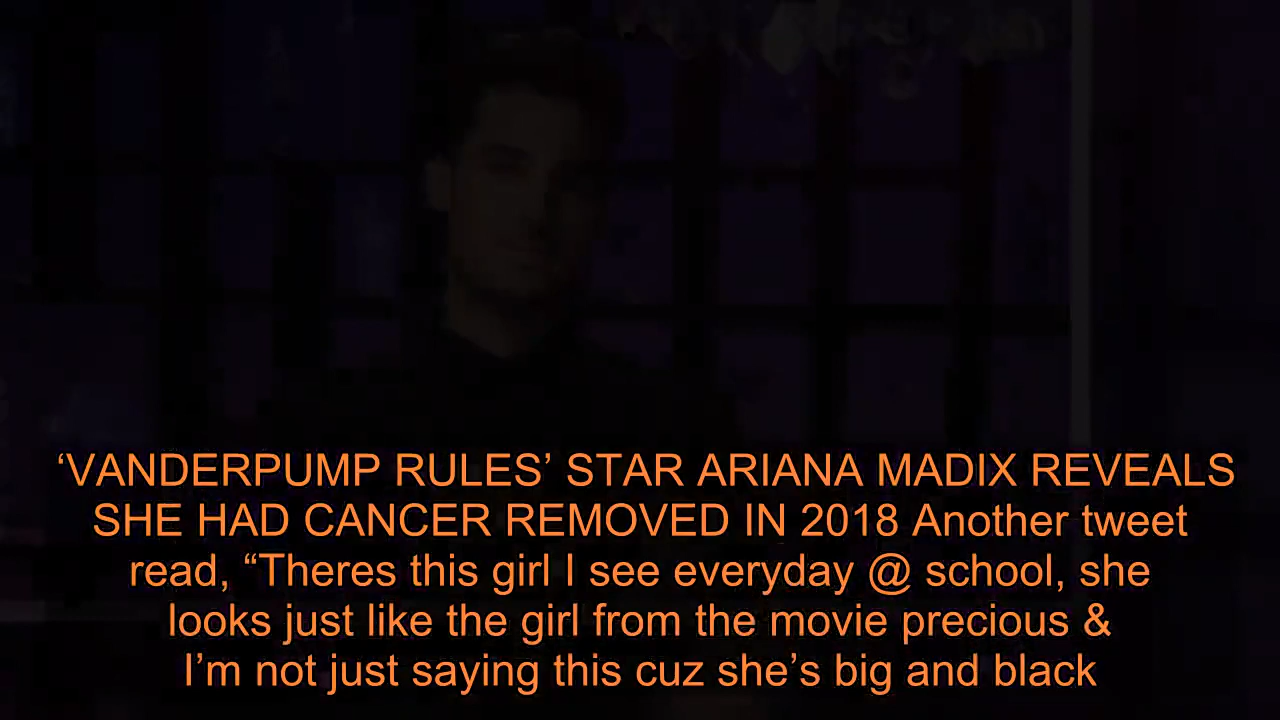 ‘VANDERPUMP RULES’ STAR ARIANA MADIX REVEALS
SHE HAD CANCER REMOVED IN 2018 Another tweet
read, “Theres this girl I see everyday @ school, she
looks just like the girl from the movie precious &
I’m not just saying this cuz she’s big and black